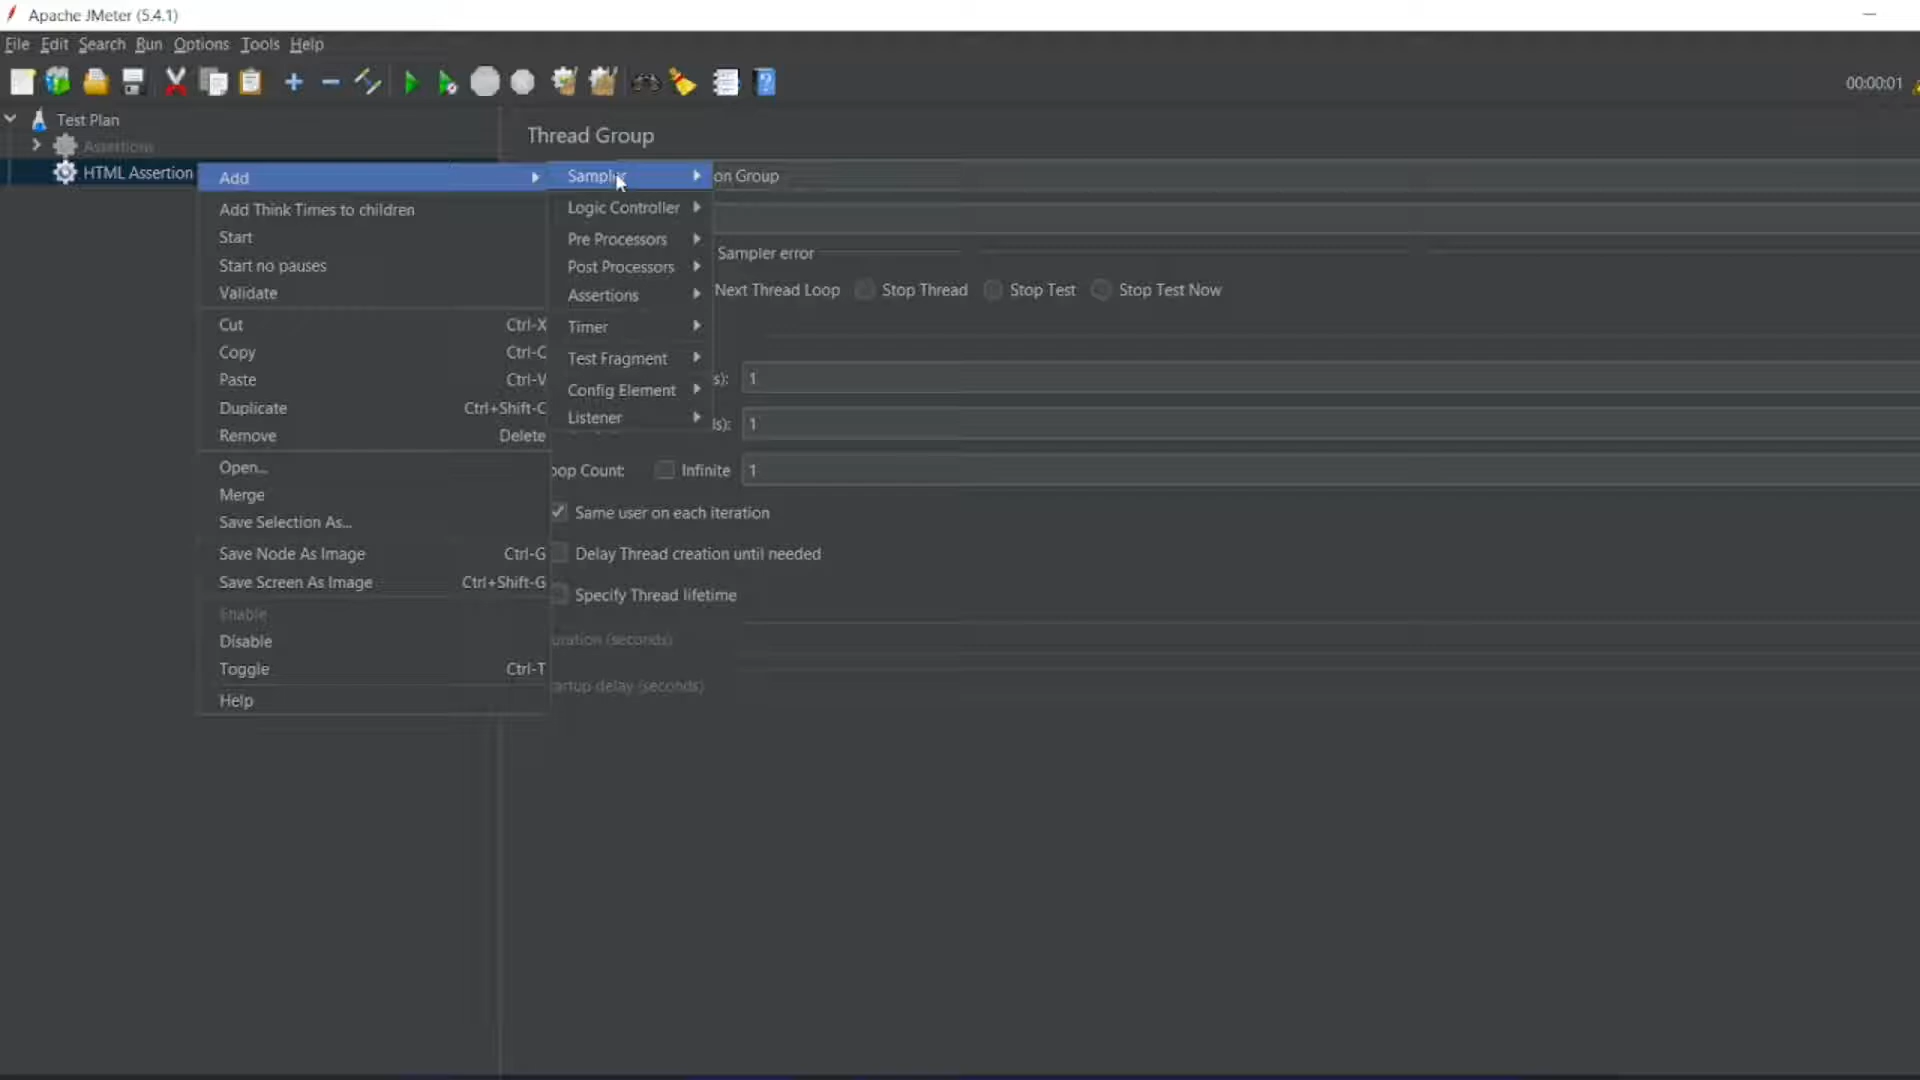 Apache JMeter (5.4.1)
File Edit Search Run Options Tools Help
00:00:01
Test Plan
Assertions
HTML Assertion
Add
Add Think Times to children
Start
Start no pauses
Validate
Cut Ctrl-X
Copy Ctrl-C
Paste Ctrl-V
Duplicate Ctrl+Shift-C
Remove Delete
Open...
Merge
Save Selection As...
Save Node As Image Ctrl-G
Save Screen As Image Ctrl+Shift-G
Enable
Disable
Toggle Ctrl-T
Help
Sampler
Logic Controller
Pre Processors
Post Processors
Assertions
Timer
Test Fragment
Config Element
Listener
Thread Group
on Group
Sampler error
Next Thread Loop Stop Thread Stop Test Stop Test Now
s): 1
ls): 1
oop Count: Infinite 1
Same user on each iteration
Delay Thread creation until needed
Specify Thread lifetime
uration (seconds)
artup delay (seconds)